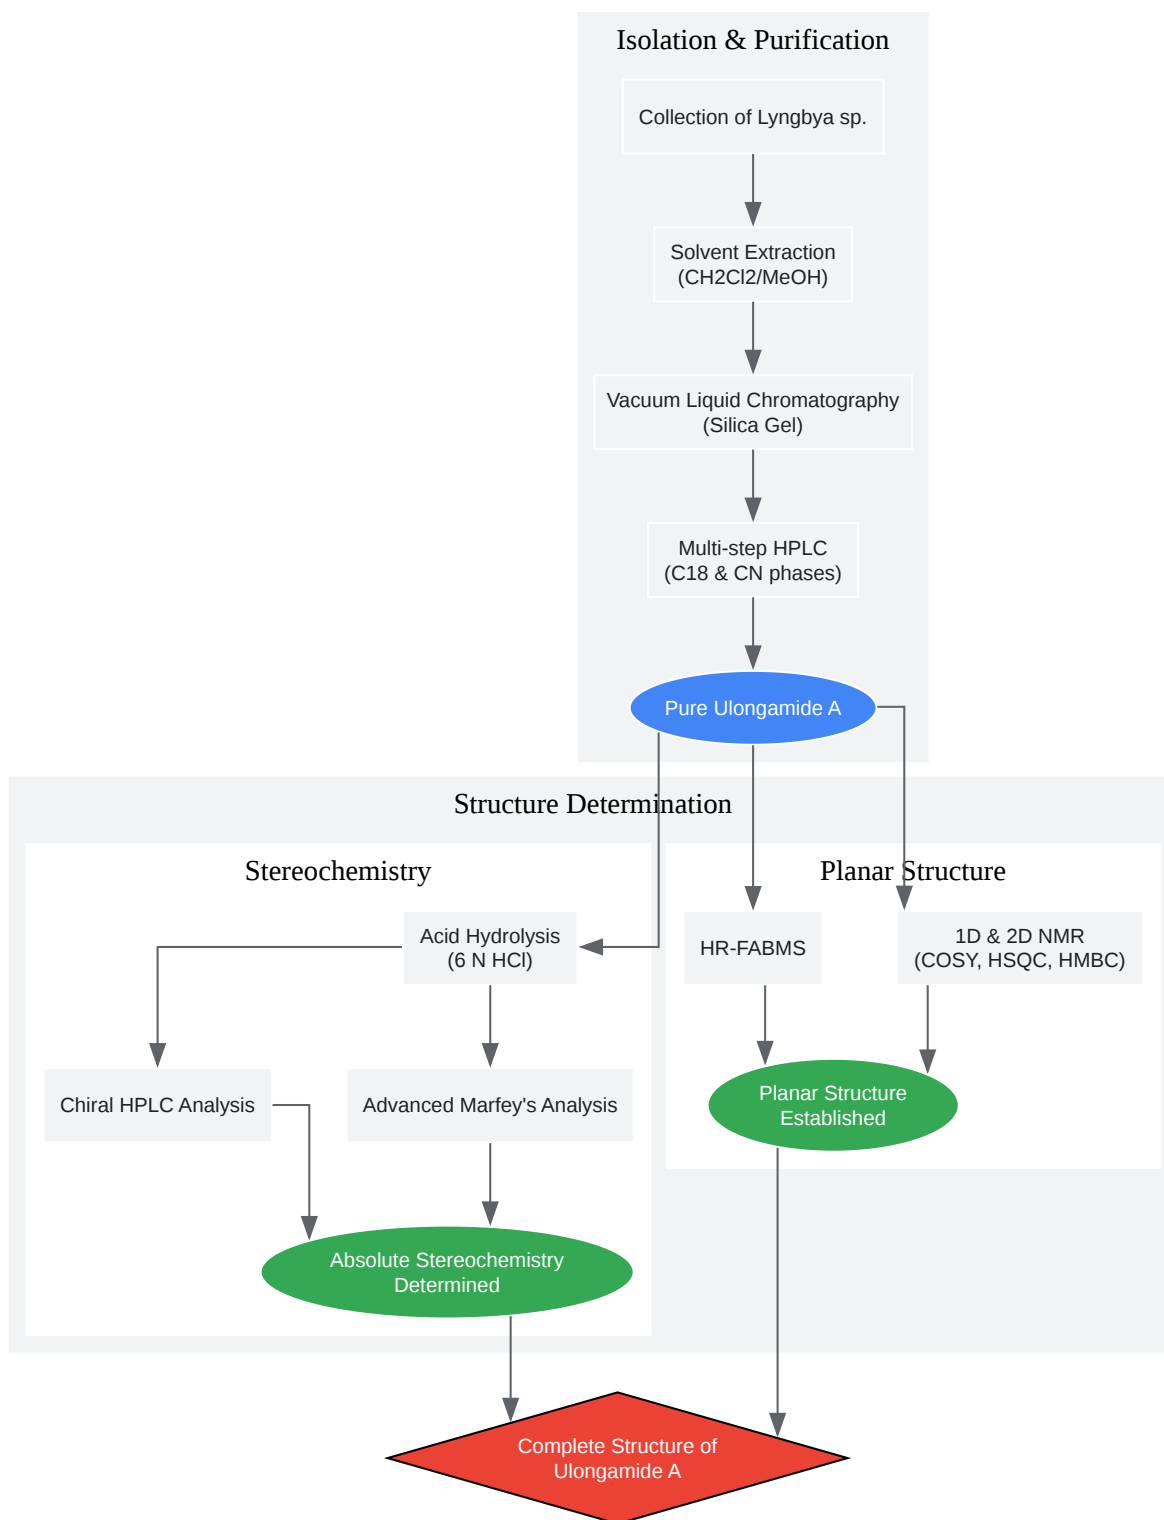 Isolation & Purification
Collection of Lyngbya sp.
Solvent Extraction
(CH2Cl2/MeOH)
Vacuum Liquid Chromatography
(Silica Gel)
Multi-step HPLC
(C18 & CN phases)
Pure Ulongamide A
Structure Determination
Stereochemistry
Planar Structure
Acid Hydrolysis
(6 N HCl)
HR-FABMS
1D & 2D NMR
(COSY, HSQC, HMBC)
Chiral HPLC Analysis
Advanced Marfey's Analysis
Planar Structure
Established
Absolute Stereochemistry
Determined
Complete Structure of
Ulongamide A